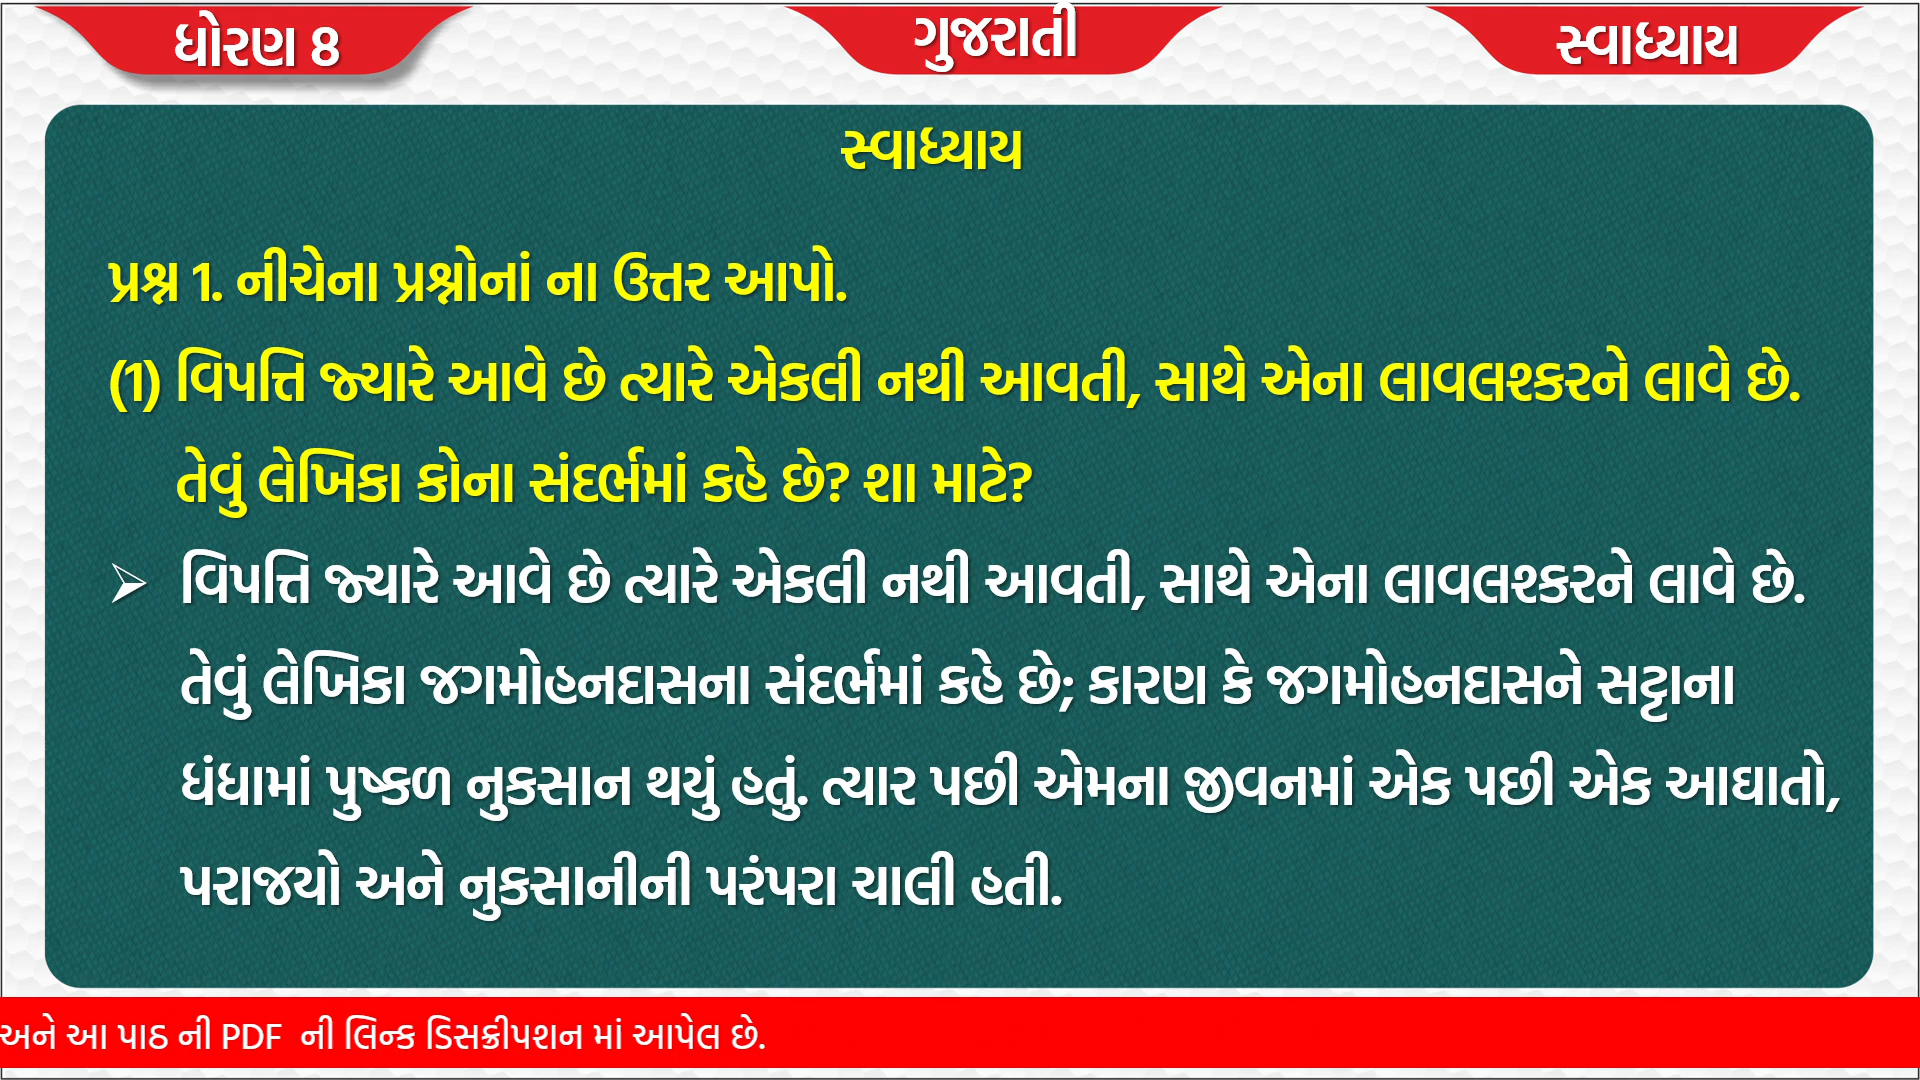 ધોરણ 8
ગુજરાતી
સ્વાધ્યાય
સ્વાધ્યાય
પ્રશ્ન 1. નીચેના પ્રશ્નોનાં ના ઉત્તર આપો.
(1) વિપત્તિ જ્યારે આવે છે ત્યારે એકલી નથી આવતી, સાથે એના લાવલશ્કરને લાવે છે.
તેવું લેખિકા કોના સંદર્ભમાં કહે છે? શા માટે?
➢ વિપત્તિ જ્યારે આવે છે ત્યારે એકલી નથી આવતી, સાથે એના લાવલશ્કરને લાવે છે.
તેવું લેખિકા જગમોહનદાસના સંદર્ભમાં કહે છે; કારણ કે જગમોહનદાસને સટ્ટાના
ધંધામાં પુષ્કળ નુકસાન થયું હતું. ત્યાર પછી એમના જીવનમાં એક પછી એક આઘાતો,
પરાજયો અને નુકસાનીની પરંપરા ચાલી હતી.
અને આ પાઠ ની PDF ની લિન્ક ડિસક્રીપશન માં આપેલ છે.